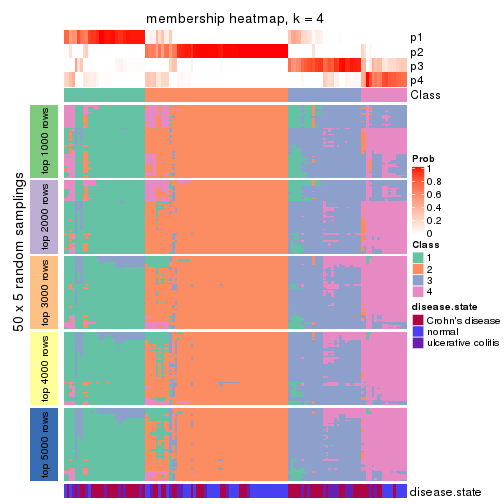 membership heatmap, k = 4
p1
p2
p3
p4
Class
50 x 5 random samplings
top 1000 rows
top 2000 rows
top 3000 rows
top 4000 rows
top 5000 rows
Prob
1
0.8
0.6
0.4
0.2
0
Class
1
2
3
4
disease.state
Crohn's disease
normal
ulcerative colitis
disease.state